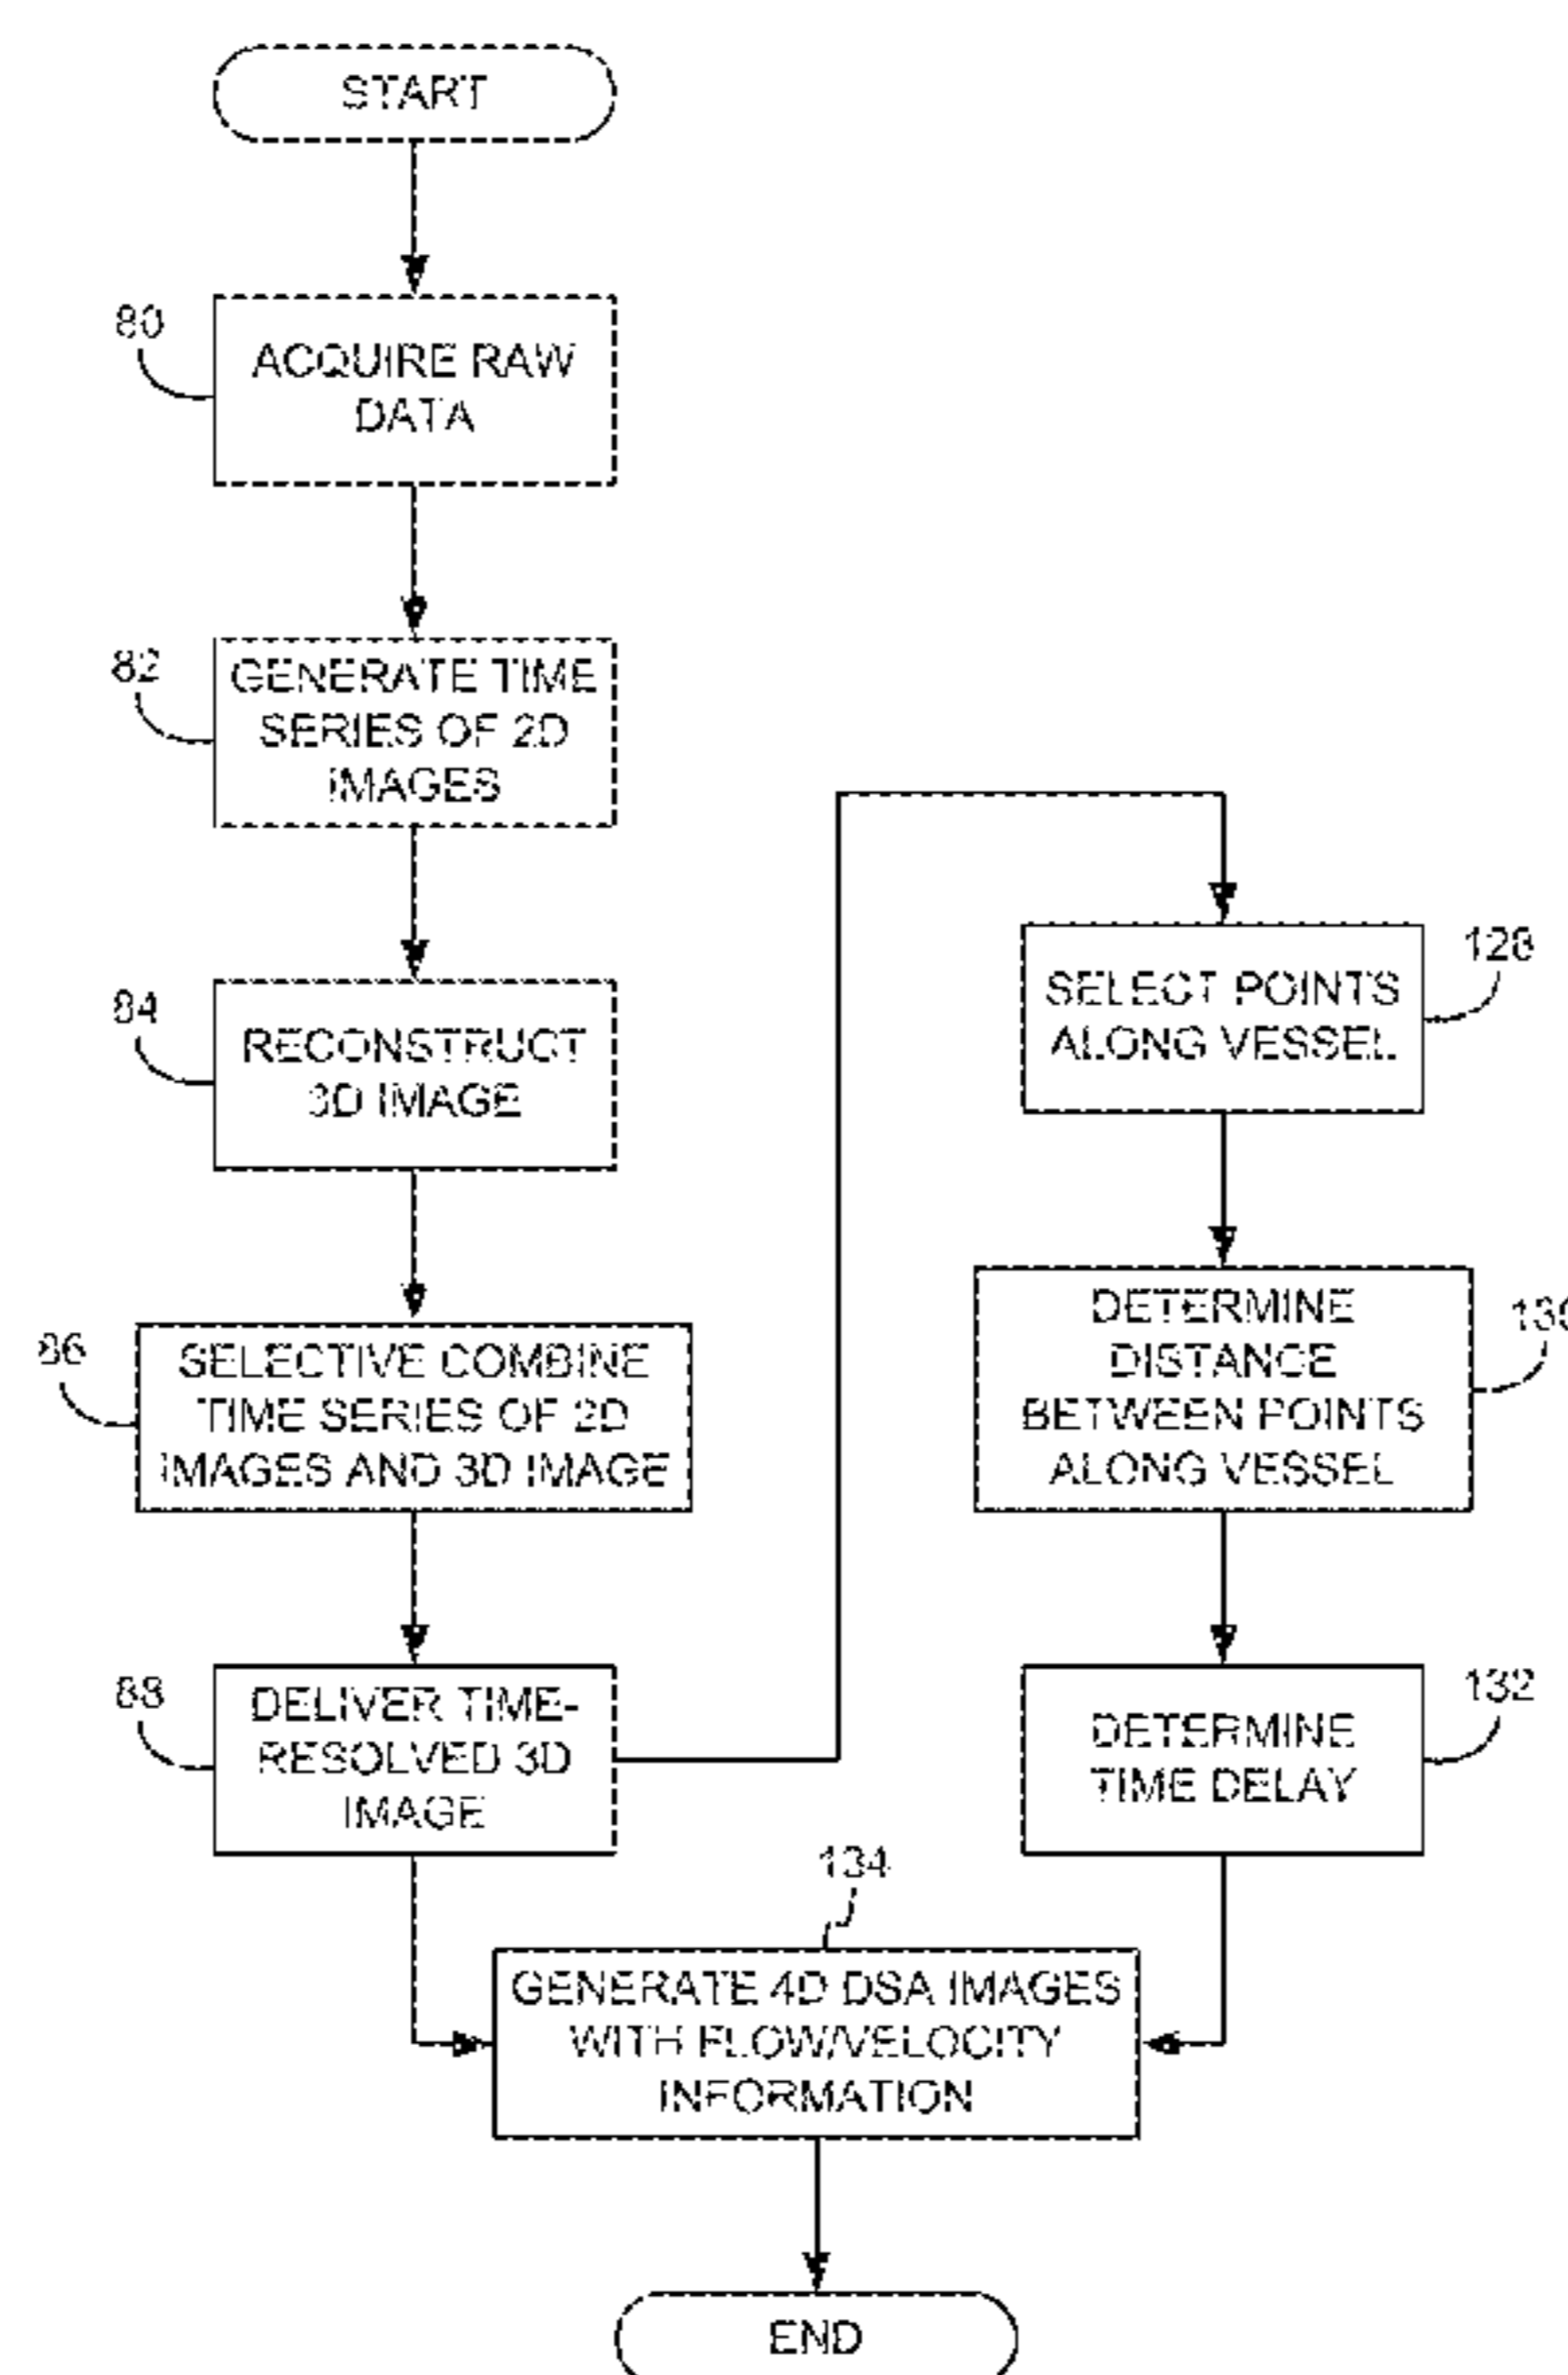 START
80
ACQUIRE RAW
DATA
82
GENERATE TIME
SERIES OF 2D
IMAGES
84
RECONSTRUCT
3D IMAGE
86
SELECTIVE COMBINE
TIME SERIES OF 2D
IMAGES AND 3D IMAGE
88
DELIVER TIME-
RESOLVED 3D
IMAGE
128
SELECT POINTS
ALONG VESSEL
130
DETERMINE
DISTANCE
BETWEEN POINTS
ALONG VESSEL
132
DETERMINE
TIME DELAY
134
GENERATE 4D DSA IMAGES
WITH FLOW/VELOCITY
INFORMATION
END